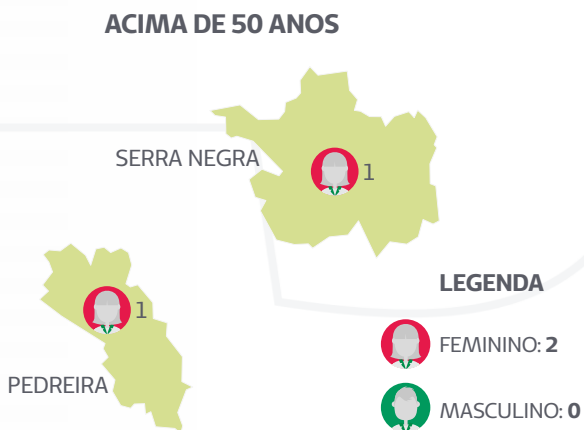 ACIMA DE 50 ANOS
SERRA NEGRA
1
1
PEDREIRA
LEGENDA
FEMININO: 2
MASCULINO: 0